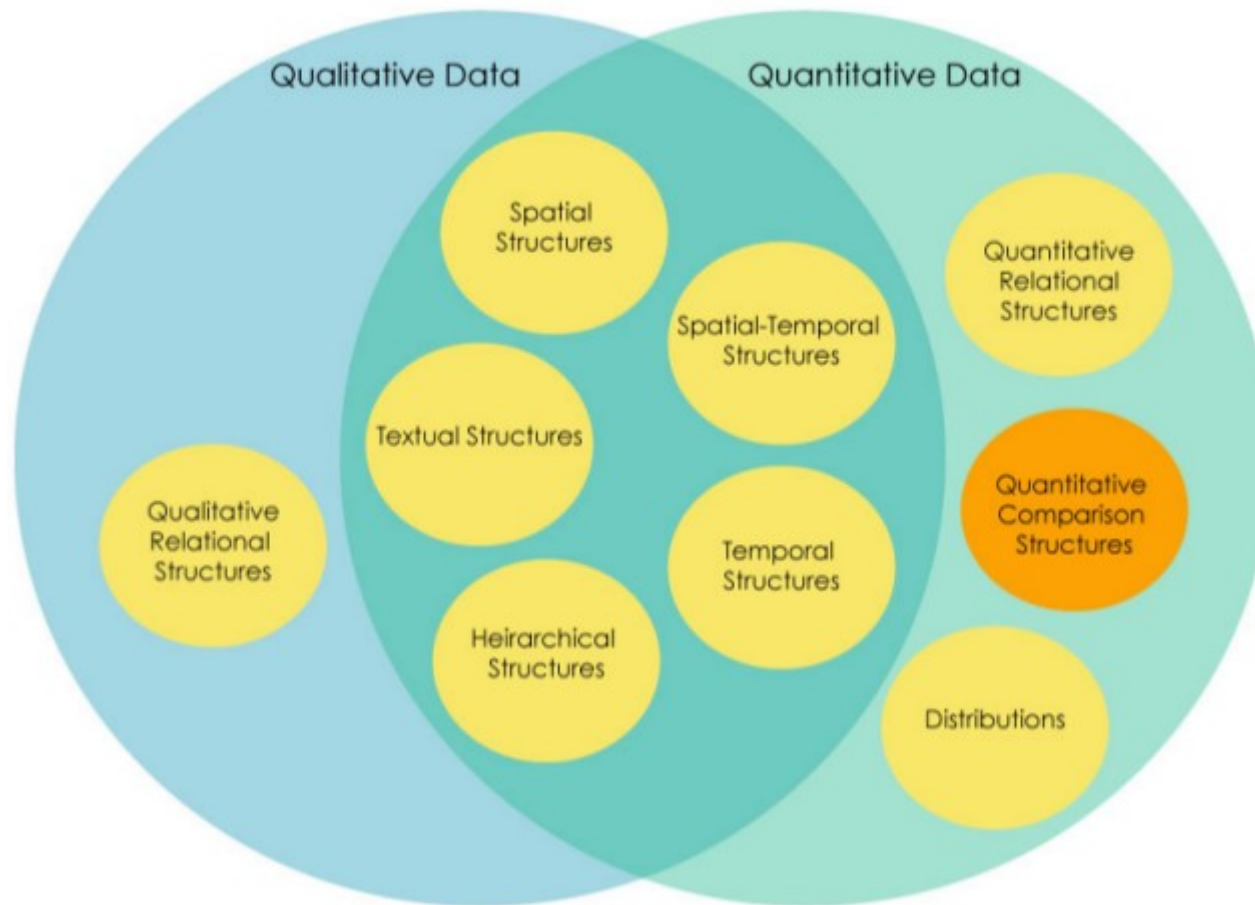 Qualitative Data
Quantitative Data
Spatial
Structures
Spatial-Temporal
Structures
Textual Structures
Qualitative
Relational
Structures
Heirarchical
Structures
Temporal
Structures
Quantitative
Relational
Structures
Quantitative
Comparison
Structures
Distributions